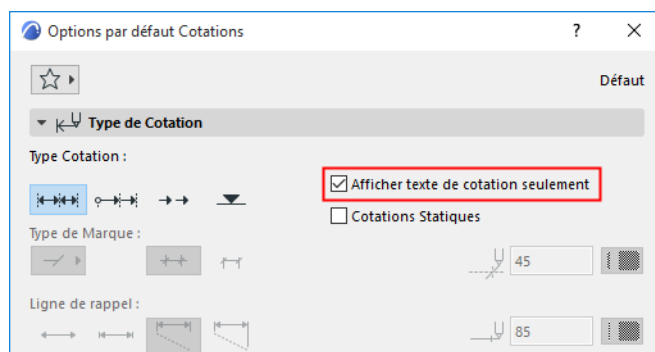 Options par défaut Cotations
?
Défaut
Type de Cotation
Type Cotation :
Afficher texte de cotation seulement
Cotations Statiques
Type de Marque :
45
Ligne de rappel :
85